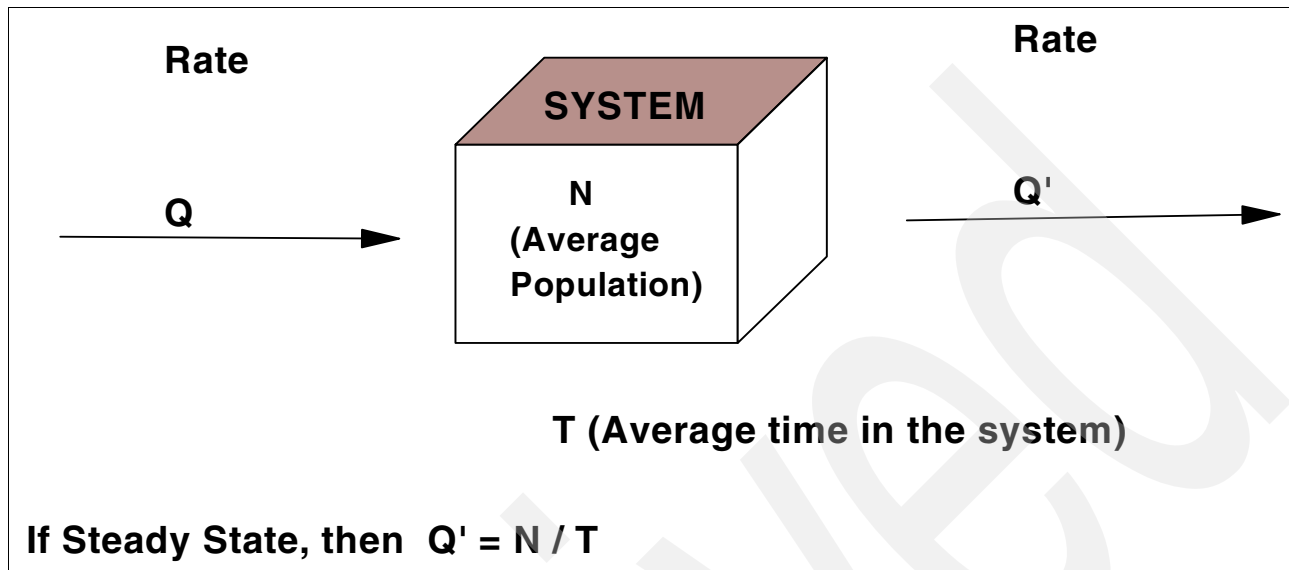 Rate
Rate
SYSTEM
Q
N
(Average
Population)
Q'
T (Average time in the system)
If Steady State, then Q' = N / T